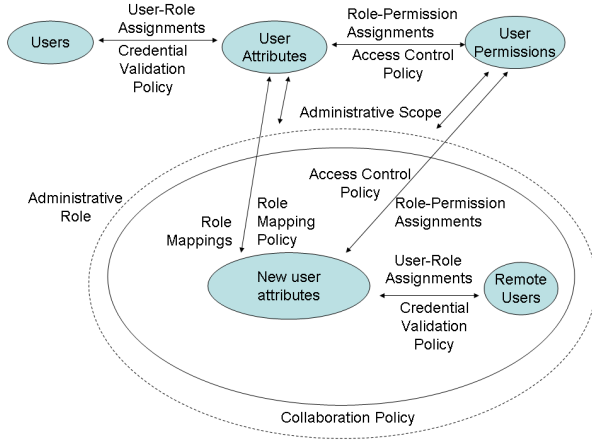 User-Role
Assignments
Role-Permission
Assignments
Users
User
Attributes
User
Permissions
Credential
Validation
Policy
Access Control
Policy
Administrative Scope
Administrative
Role
Access Control
Policy
Role
Mappings
Role
Mapping
Policy
Role-Permission
Assignments
New user
attributes
User-Role
Assignments
Remote
Users
Credential
Validation
Policy
Collaboration Policy